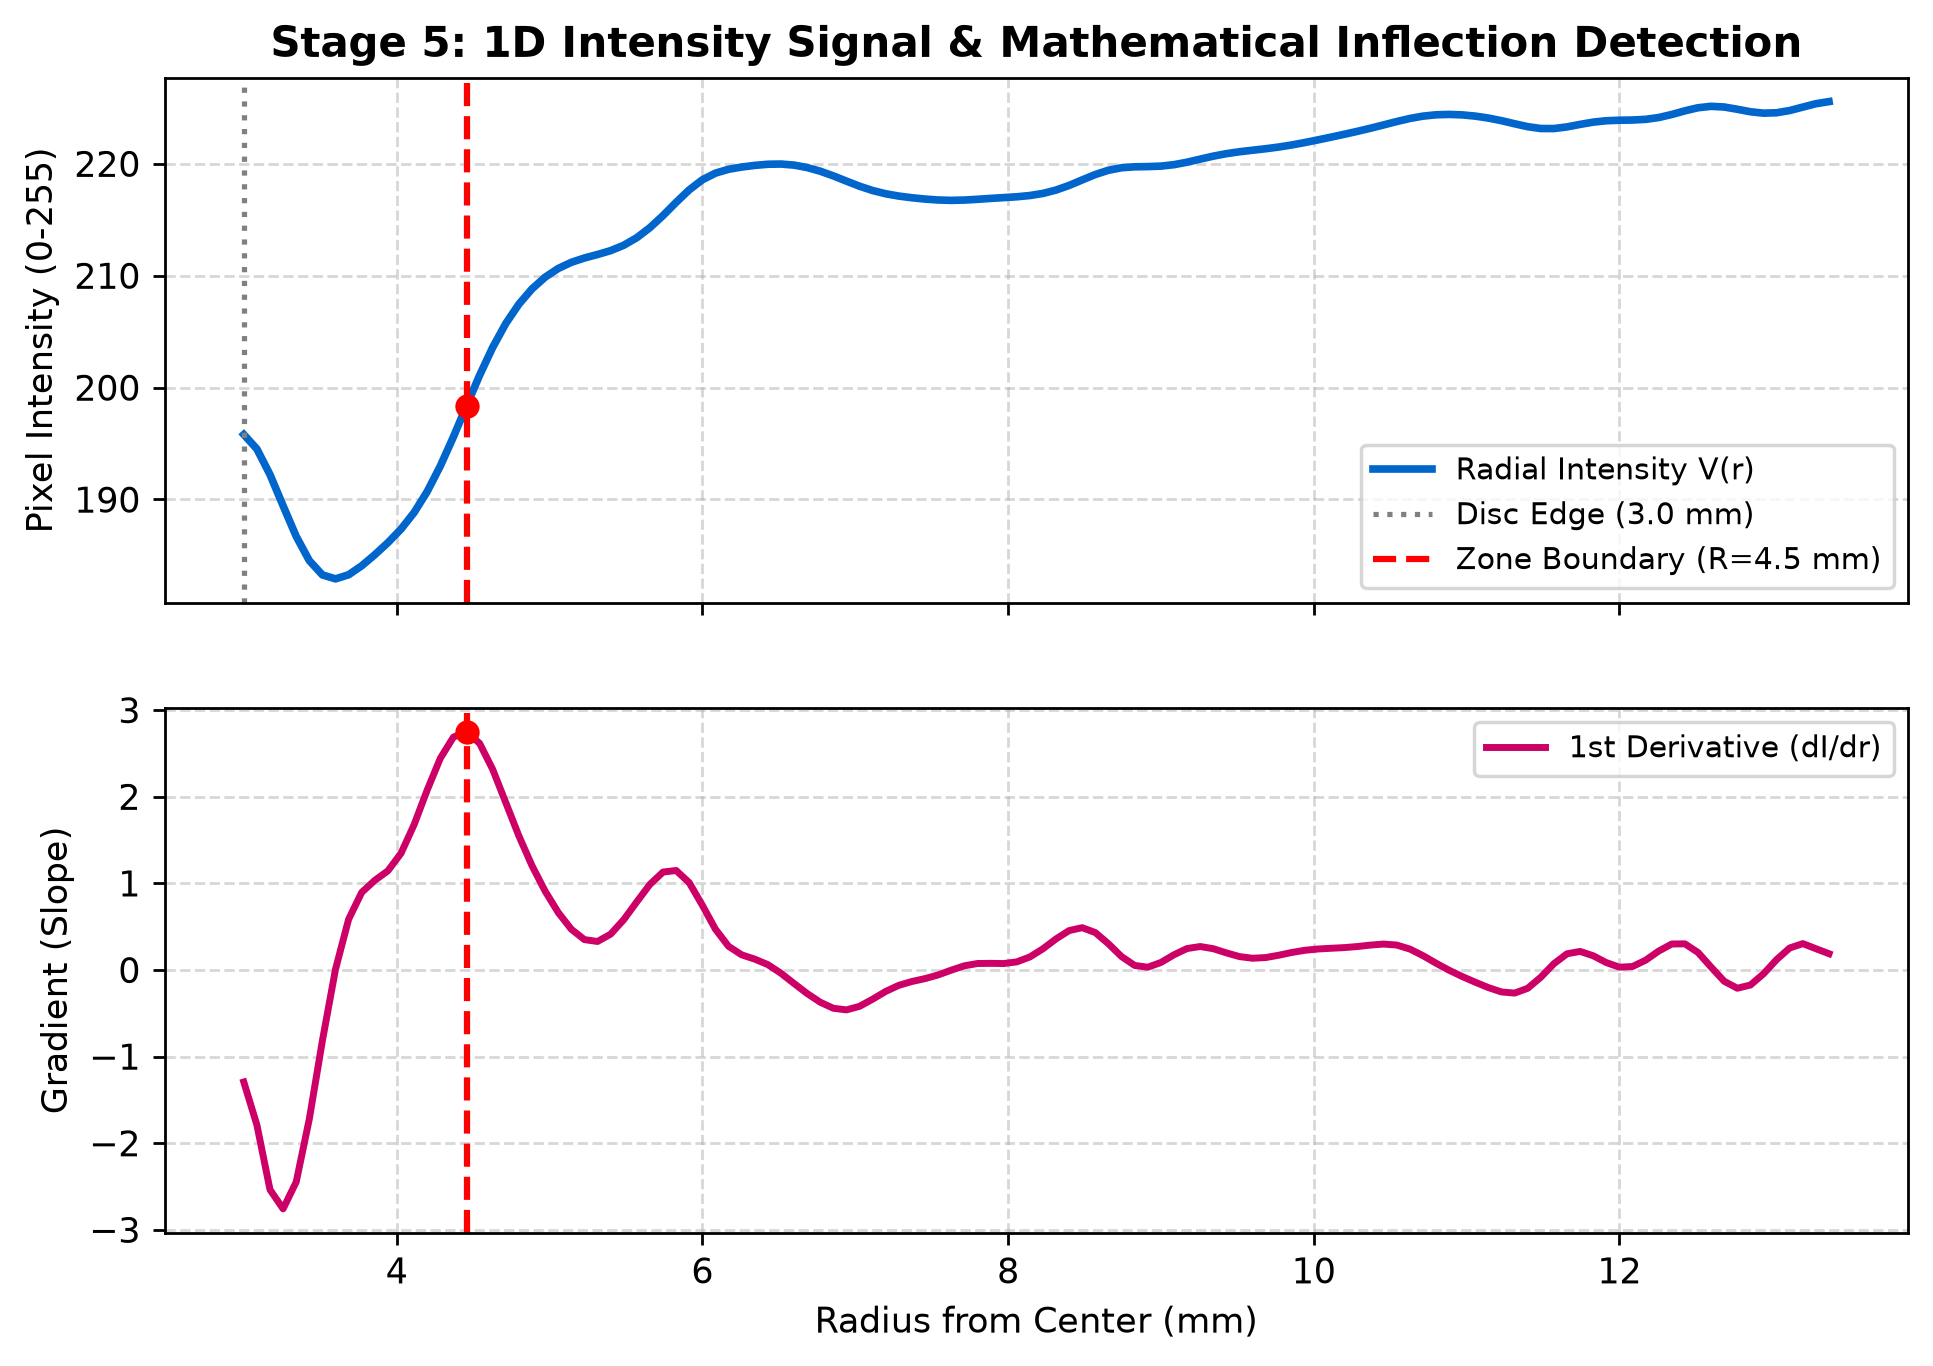 Stage 5: 1D Intensity Signal & Mathematical Inflection Detection
Pixel Intensity (0-255)
220
210
200
190
Radial Intensity V(r)
Disc Edge (3.0 mm)
Zone Boundary (R=4.5 mm)
Gradient (Slope)
3
2
1
0
−1
−2
−3
1st Derivative (dI/dr)
4 6 8 10 12
Radius from Center (mm)